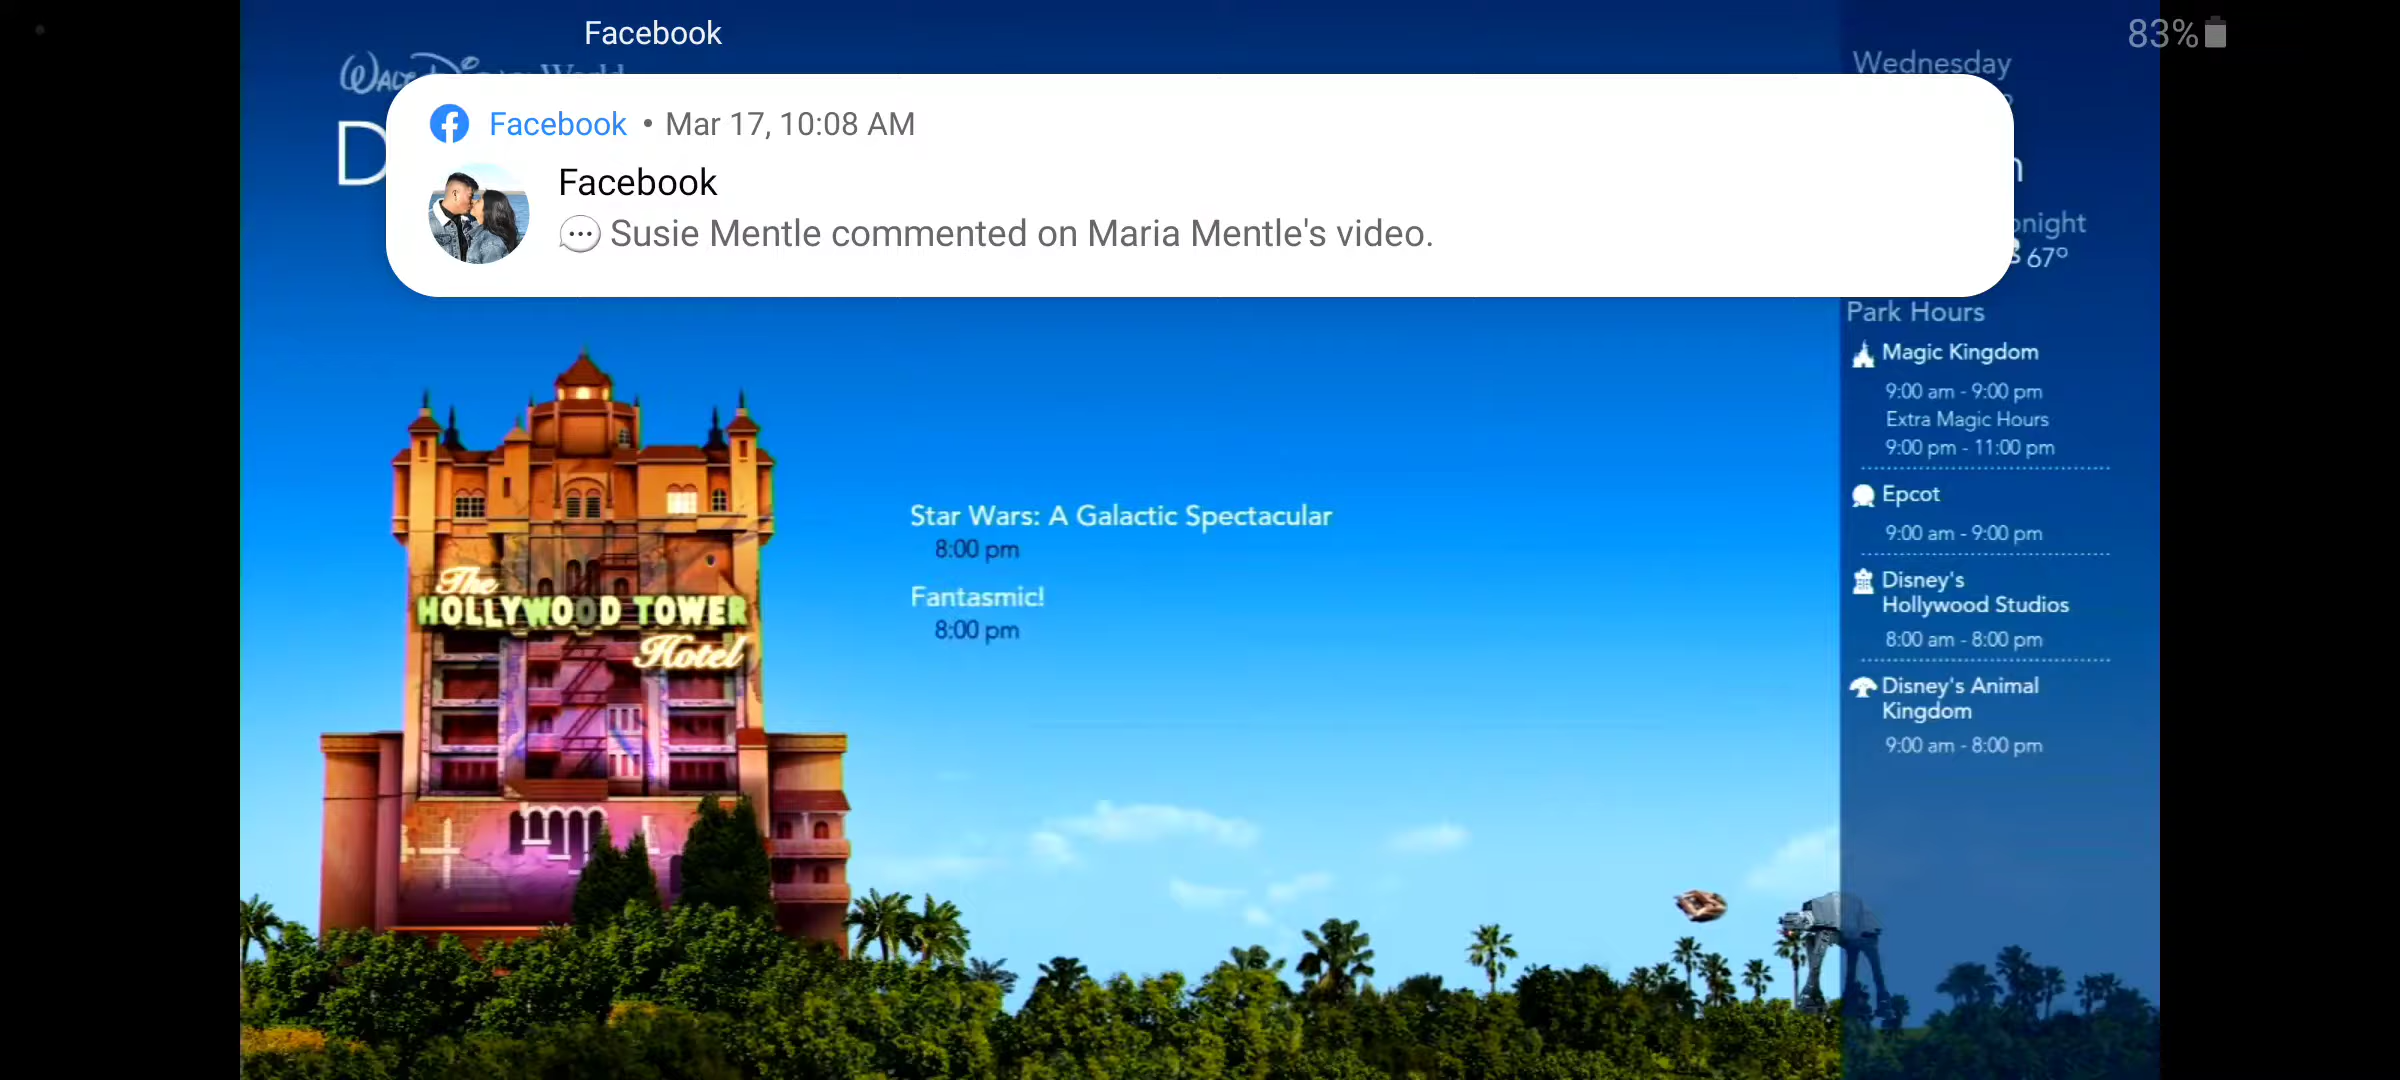 Facebook
83%
Wednesday
Facebook • Mar 17, 10:08 AM
D
Facebook
Susie Mentle commented on Maria Mentle's video.
67°
Park Hours
Magic Kingdom
9:00 am - 9:00 pm
Extra Magic Hours
9:00 pm - 11:00 pm
Epcot
9:00 am - 9:00 pm
Disney's
Hollywood Studios
8:00 am - 8:00 pm
Disney's Animal
Kingdom
9:00 am - 8:00 pm
Star Wars: A Galactic Spectacular
8:00 pm
Fantasmic!
8:00 pm
The
HOLLYWOOD TOWER
Hotel